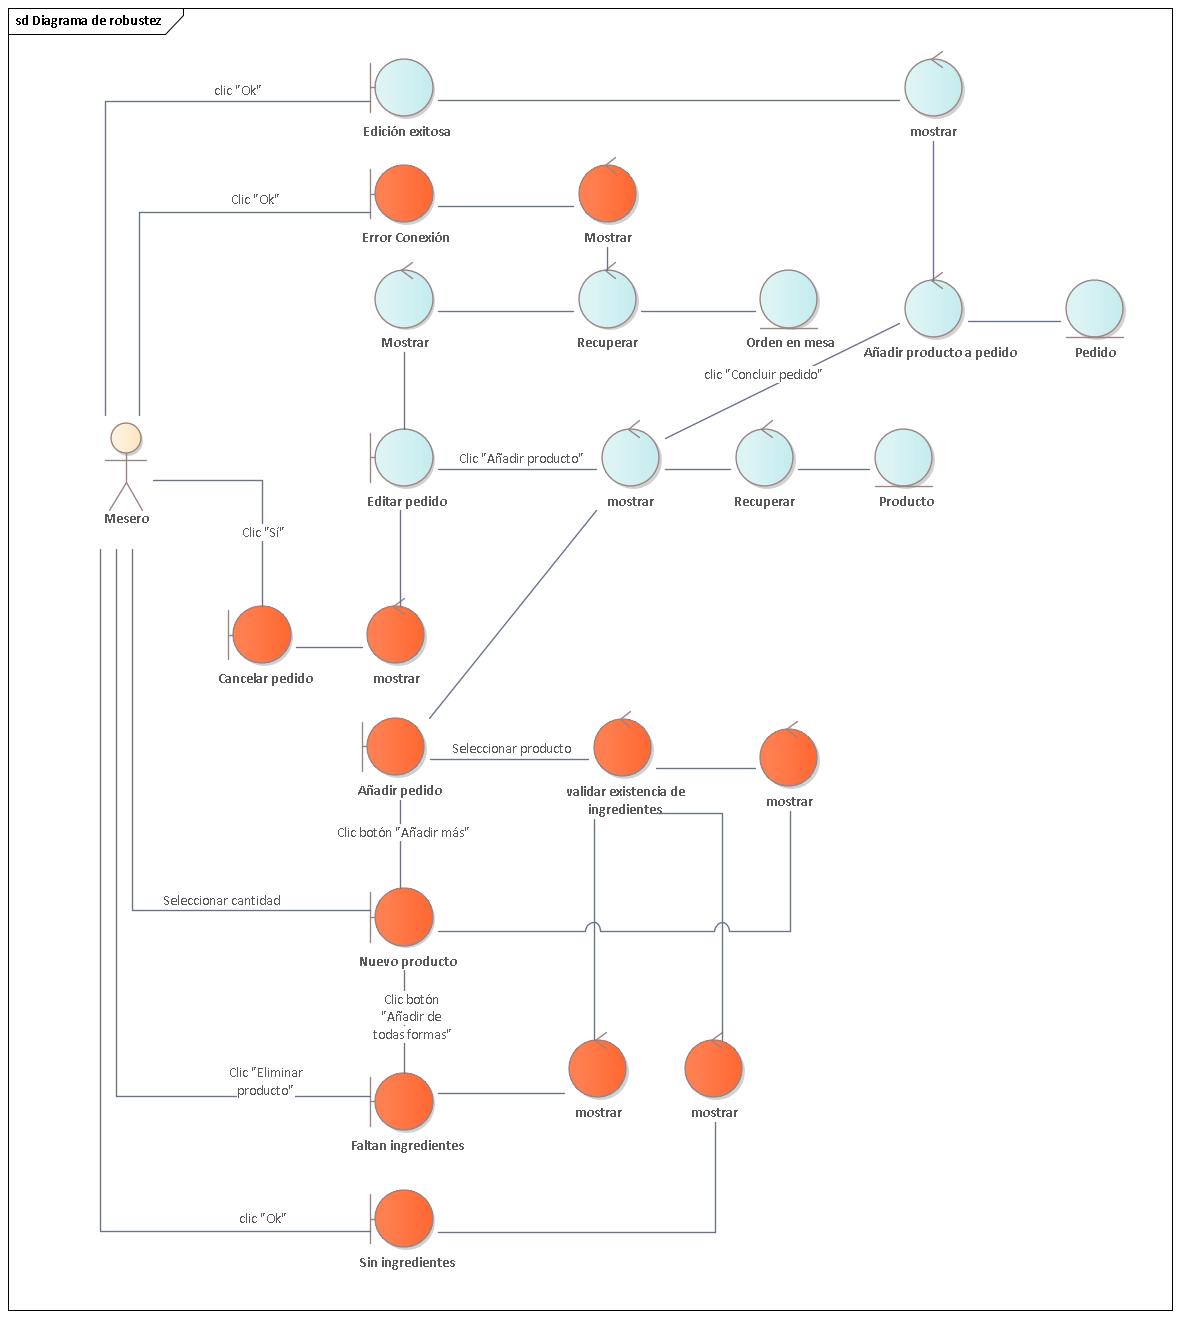 sd Diagrama de robustez
clic "Ok"
Edición exitosa
mostrar
Clic "Ok"
Error Conexión
Mostrar
Mostrar
Recuperar
Orden en mesa
Añadir producto a pedido
Pedido
clic "Concluir pedido"
Clic "Añadir producto"
Editar pedido
mostrar
Recuperar
Producto
Mesero
Clic "Sí"
Cancelar pedido
mostrar
Seleccionar producto
Añadir pedido
validar existencia de
ingredientes
mostrar
Clic botón "Añadir más"
Seleccionar cantidad
Nuevo producto
Clic botón
"Añadir de
todas formas"
Clic "Eliminar
producto"
Faltan ingredientes
mostrar
mostrar
clic "Ok"
Sin ingredientes